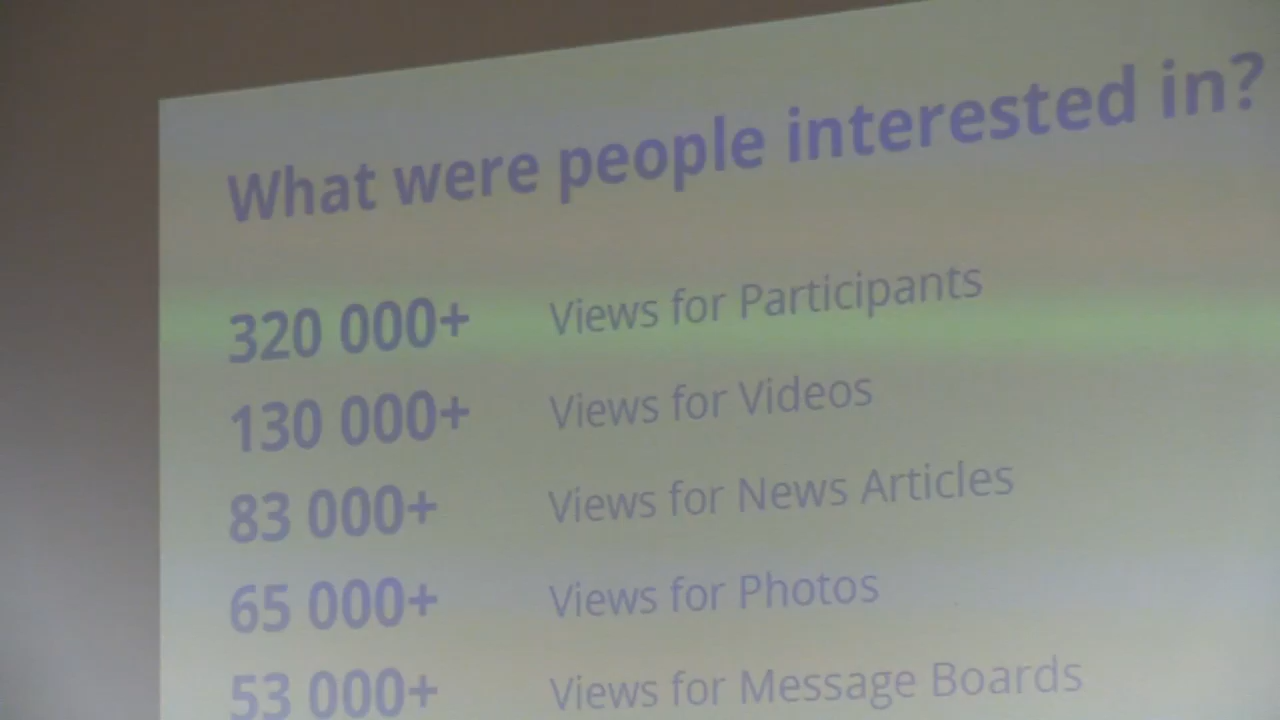 What were people interested in?
320 000+ Views for Participants
130 000+ Views for Videos
83 000+ Views for News Articles
65 000+ Views for Photos
53 000+ Views for Message Boards